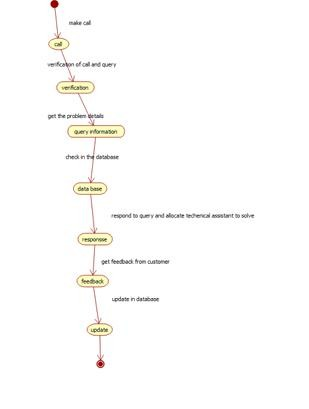 make call
call
verification of call and query
verification
get the problem details
query information
check in the database
data base
respond to query and allocate techenical assistant to solve
responsse
get feedback from customer
feedback
update in database
update